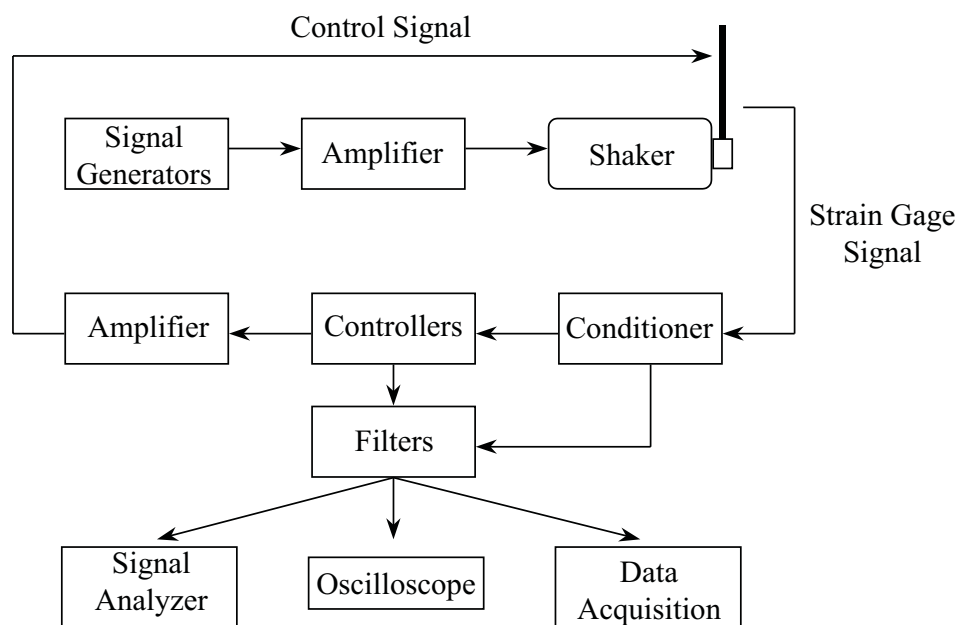 Control Signal
Signal
Generators
Amplifier
Shaker
Strain Gage
Signal
Amplifier
Controllers
Conditioner
Filters
Signal
Analyzer
Oscilloscope
Data
Acquisition